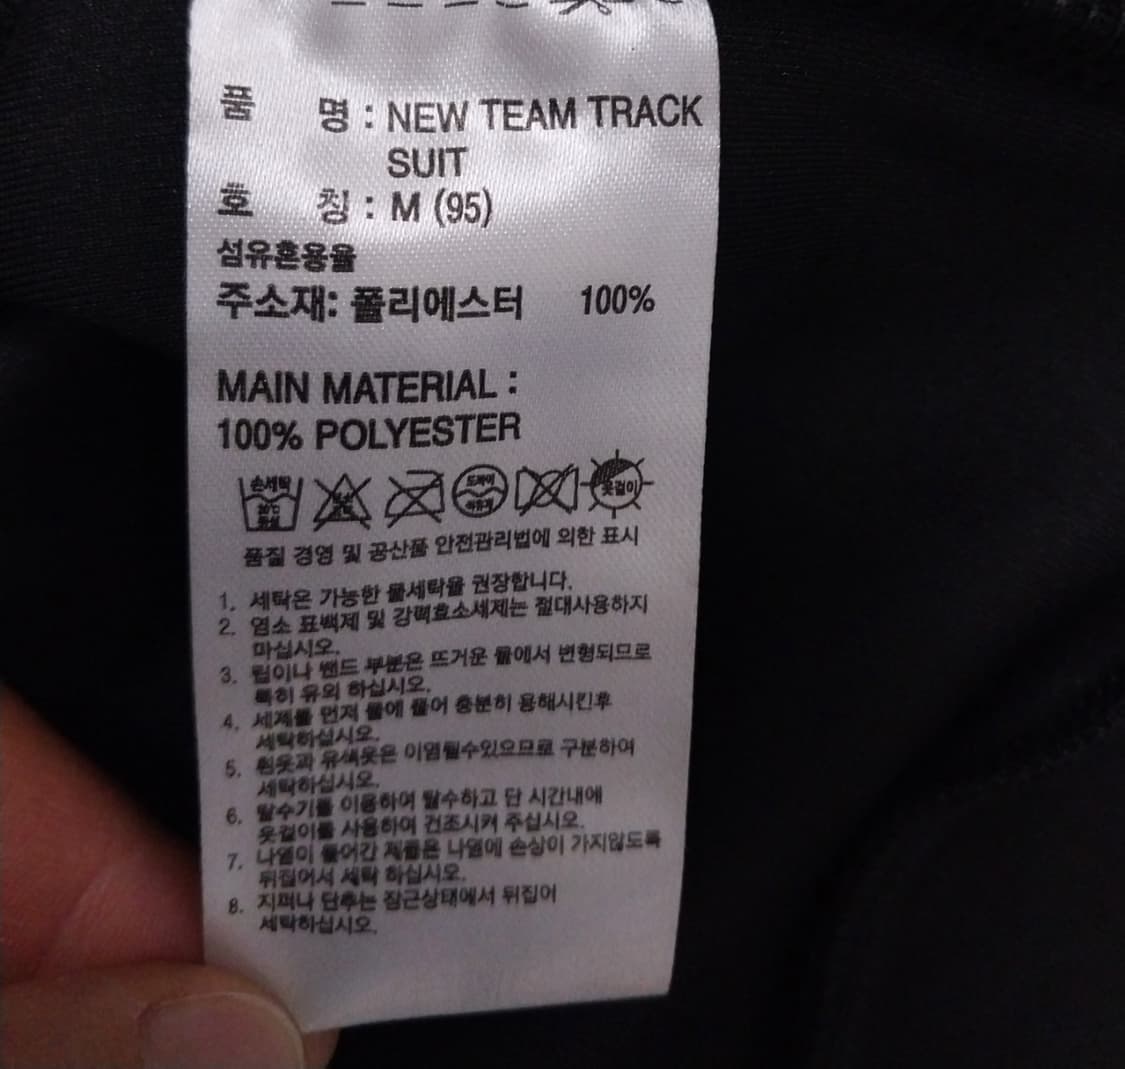 품 명 : NEW TEAM TRACK
SUIT
호 칭 : M (95)
섬유혼용율
주소재: 폴리에스터 100%
MAIN MATERIAL :
100% POLYESTER
손세탁 30℃ 중성 드라이 석유계 옷걸이
품질 경영 및 공산품 안전관리법에 의한 표시
1. 세탁은 가능한 물세탁을 권장합니다.
2. 염소 표백제 및 강력효소세제는 절대사용하지
마십시오.
3. 립이나 밴드 부분은 뜨거운 물에서 변형되므로
특히 유의 하십시오.
4. 세제를 먼저 물에 풀어 충분히 용해시킨후
세탁하십시오.
5. 흰옷과 유색옷은 이염될수있으므로 구분하여
세탁하십시오.
6. 탈수기를 이용하여 탈수하고 단 시간내에
옷걸이를 사용하여 건조시켜 주십시오.
7. 나염이 들어간 제품은 나염에 손상이 가지않도록
뒤집어서 세탁 하십시오.
8. 지퍼나 단추는 잠근상태에서 뒤집어
세탁하십시오.